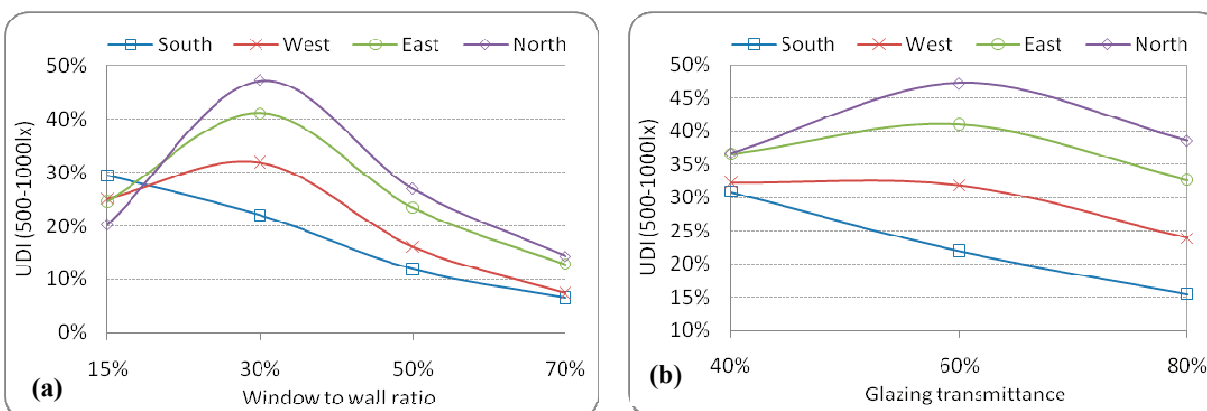 South West East North
50%
40%
30%
20%
10%
0%
UDI (500-1000lx)
15% 30% 50% 70%
Window to wall ratio
(a)
South West East North
50%
45%
40%
35%
30%
25%
20%
15%
10%
UDI (500-1000lx)
40% 60% 80%
Glazing transmittance
(b)